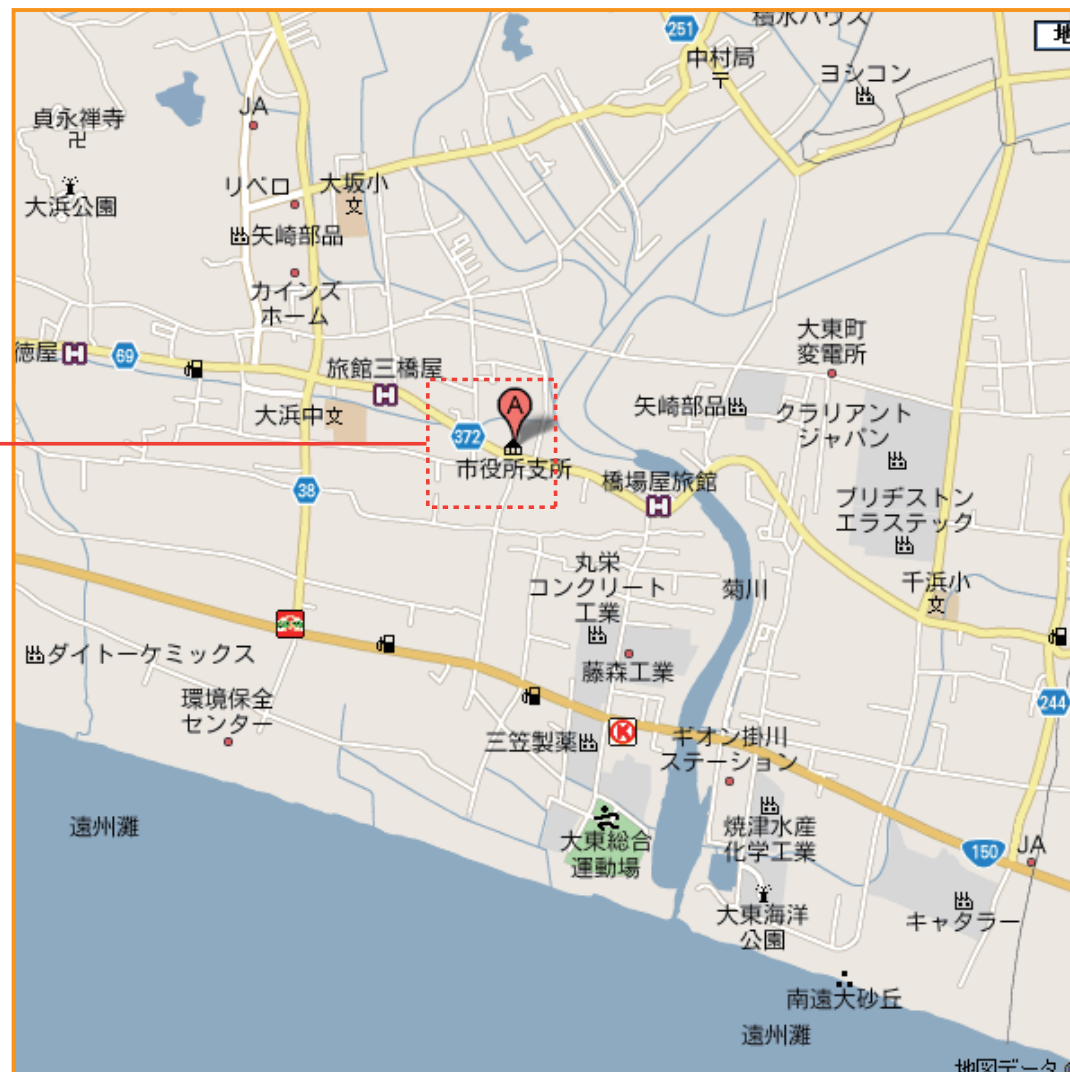 積水ハウス
251
地
中村局
ヨシコン
JA
貞永禅寺
大浜公園
リベロ
大坂小
文
矢崎部品
カインズ
ホーム
大東町
変電所
徳屋
H
69
旅館三橋屋
H
A
大浜中
文
372
市役所支所
矢崎部品
クラリアント
ジャパン
橋場屋旅館
H
38
ブリヂストン
エラステック
丸栄
コンクリート
工業
菊川
千浜小
文
ダイトーケミックス
藤森工業
環境保全
センター
244
三笠製薬
K
ギオン掛川
ステーション
遠州灘
大東総合
運動場
焼津水産
化学工業
150
JA
大東海洋
公園
キャタラー
南遠大砂丘
遠州灘
地図データ